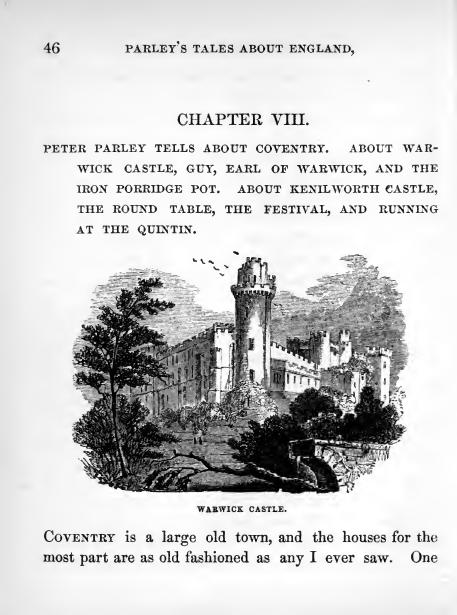 46 PARLEY'S TALES ABOUT ENGLAND,
CHAPTER VIII.
PETER PARLEY TELLS ABOUT COVENTRY. ABOUT WAR-
WICK CASTLE, GUY, EARL OF WARWICK, AND THE
IRON PORRIDGE POT. ABOUT KENILWORTH CASTLE,
THE ROUND TABLE, THE FESTIVAL, AND RUNNING
AT THE QUINTIN.
WARWICK CASTLE.
COVENTRY is a large old town, and the houses for the
most part are as old fashioned as any I ever saw. One